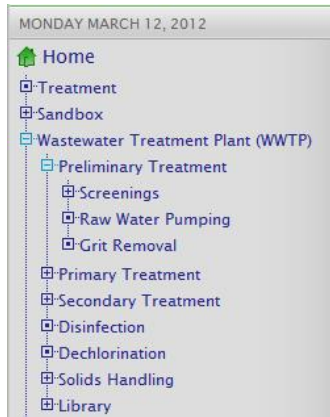 MONDAY MARCH 12, 2012
Home
Treatment
Sandbox
Wastewater Treatment Plant (WWTP)
Preliminary Treatment
Screenings
Raw Water Pumping
Grit Removal
Primary Treatment
Secondary Treatment
Disinfection
Dechlorination
Solids Handling
Library